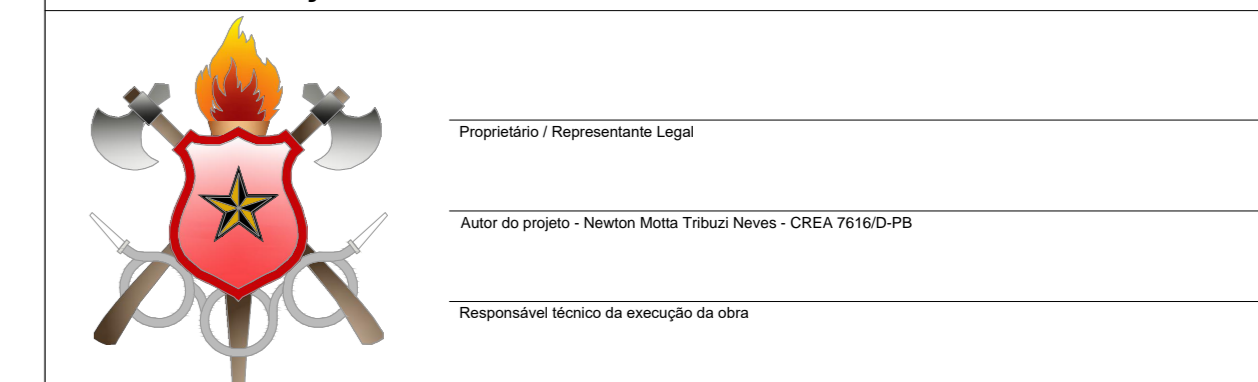 Proprietário / Representante Legal
Autor do projeto - Newton Motta Tribuzi Neves - CREA 7616/D-PB
Responsável técnico da execução da obra